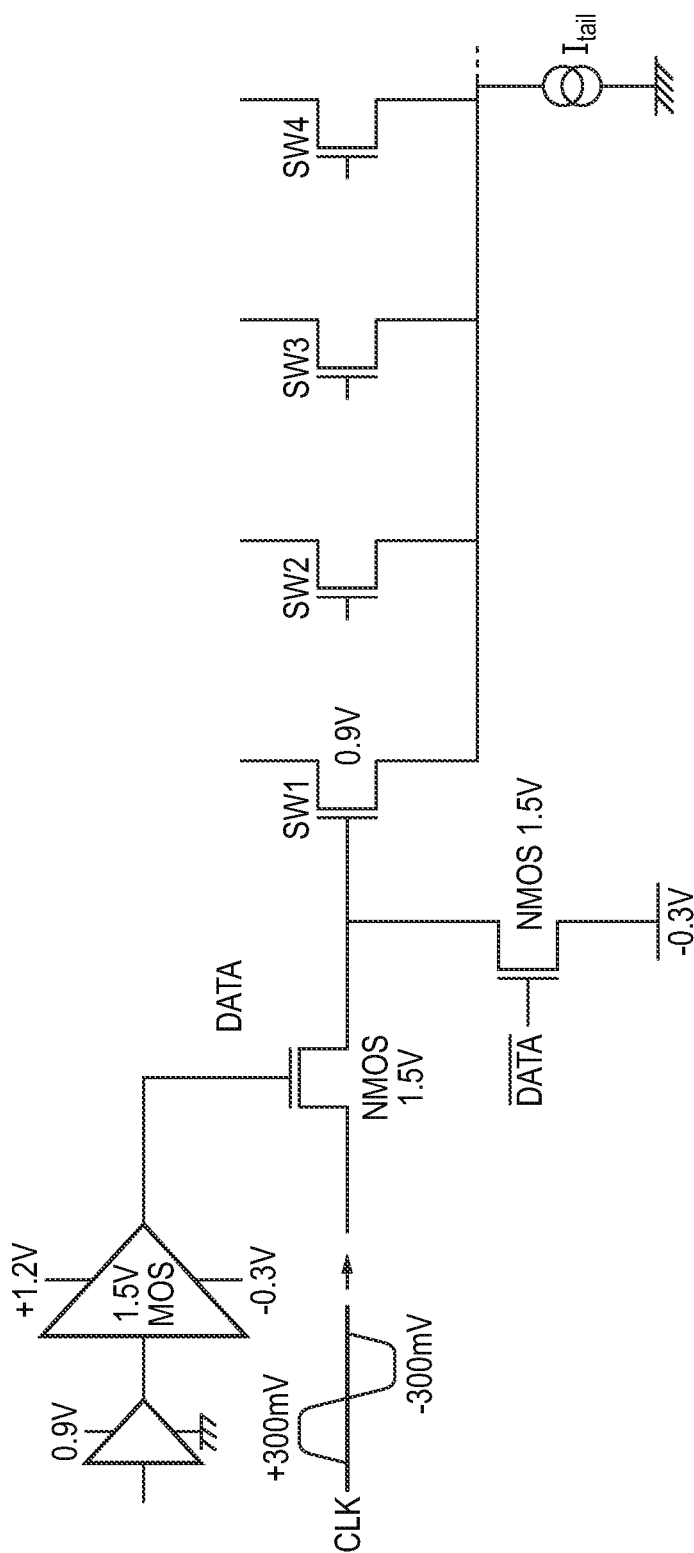 +1.2V
0.9V
1.5V
MOS
-0.3V
DATA
SW1
0.9V
SW2
SW3
SW4
+300mV
CLK
-300mV
NMOS
1.5V
DATA
NMOS 1.5V
-0.3V
Itail